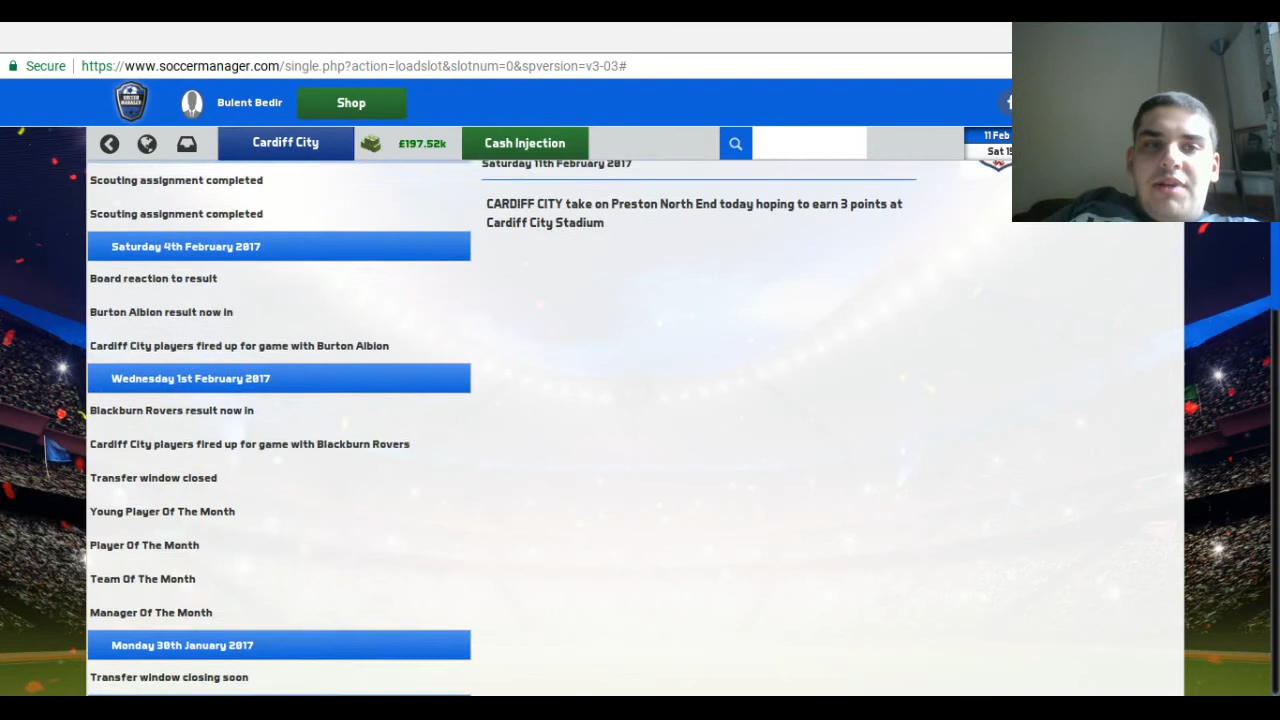 Secure
https://www.soccermanager.com/single.php?action=loadslot&slotnum=0&spversion=v3-03#
SOCCER MANAGER
Bulent Bedir
Shop
f
Cardiff City
£197.52k
Cash Injection
11 Feb
Sat 15
Saturday 11th February 2017
CARDIFF CITY take on Preston North End today hoping to earn 3 points at
Cardiff City Stadium
Scouting assignment completed
Scouting assignment completed
Saturday 4th February 2017
Board reaction to result
Burton Albion result now in
Cardiff City players fired up for game with Burton Albion
Wednesday 1st February 2017
Blackburn Rovers result now in
Cardiff City players fired up for game with Blackburn Rovers
Transfer window closed
Young Player Of The Month
Player Of The Month
Team Of The Month
Manager Of The Month
Monday 30th January 2017
Transfer window closing soon